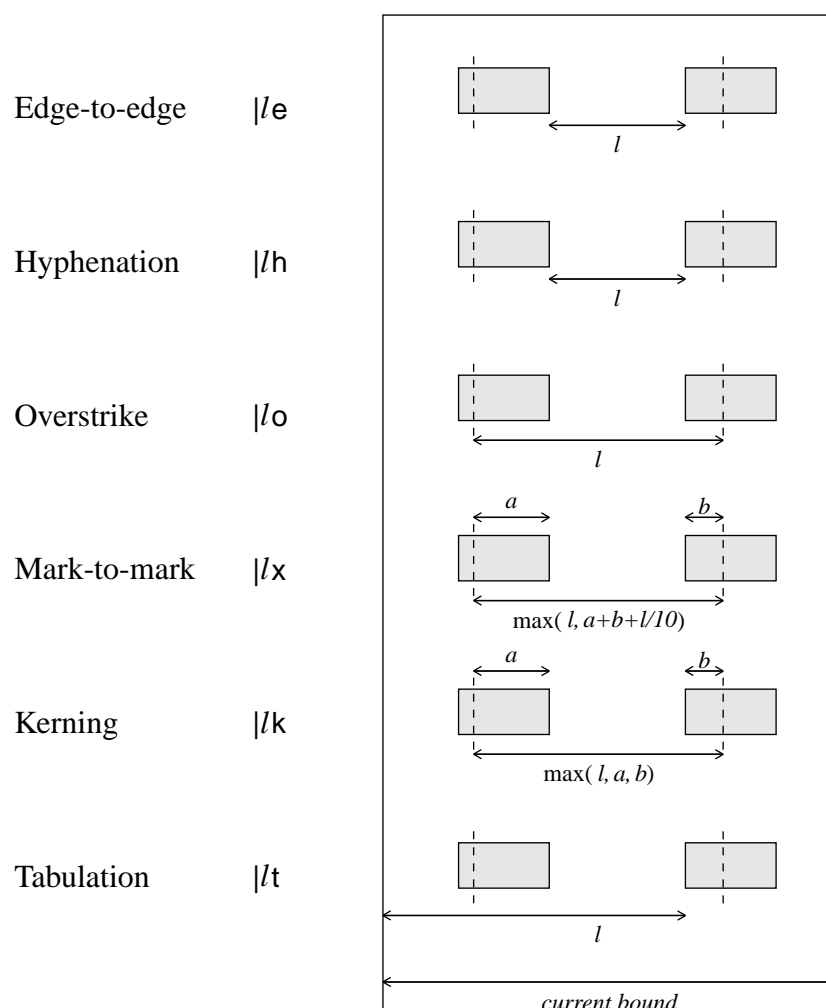 Edge-to-edge |le
l
Hyphenation |lh
l
Overstrike |lo
l
a b
Mark-to-mark |lx
max( l, a+b+l/10)
a b
Kerning |lk
max( l, a, b)
Tabulation |lt
l
current bound